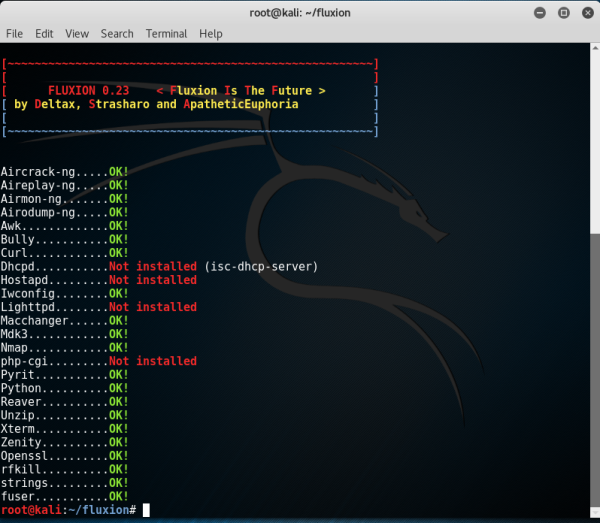 root@kali: ~/fluxion
File Edit View Search Terminal Help
[~~~~~~~~~~~~~~~~~~~~~~~~~~~~~~~~~~~~~~~~~~~~~~~~~~~~~~]
[ ]
[ FLUXION 0.23 < Fluxion Is The Future > ]
[ by Deltax, Strasharo and ApatheticEuphoria ]
[ ]
[~~~~~~~~~~~~~~~~~~~~~~~~~~~~~~~~~~~~~~~~~~~~~~~~~~~~~~]
Aircrack-ng.....OK!
Aireplay-ng.....OK!
Airmon-ng.......OK!
Airodump-ng.....OK!
Awk.............OK!
Bully...........OK!
Curl............OK!
Dhcpd...........Not installed (isc-dhcp-server)
Hostapd.........Not installed
Iwconfig........OK!
Lighttpd........Not installed
Macchanger......OK!
Mdk3............OK!
Nmap............OK!
php-cgi.........Not installed
Pyrit...........OK!
Python..........OK!
Reaver..........OK!
Unzip...........OK!
Xterm...........OK!
Zenity..........OK!
Openssl.........OK!
rfkill..........OK!
strings.........OK!
fuser...........OK!
root@kali:~/fluxion#